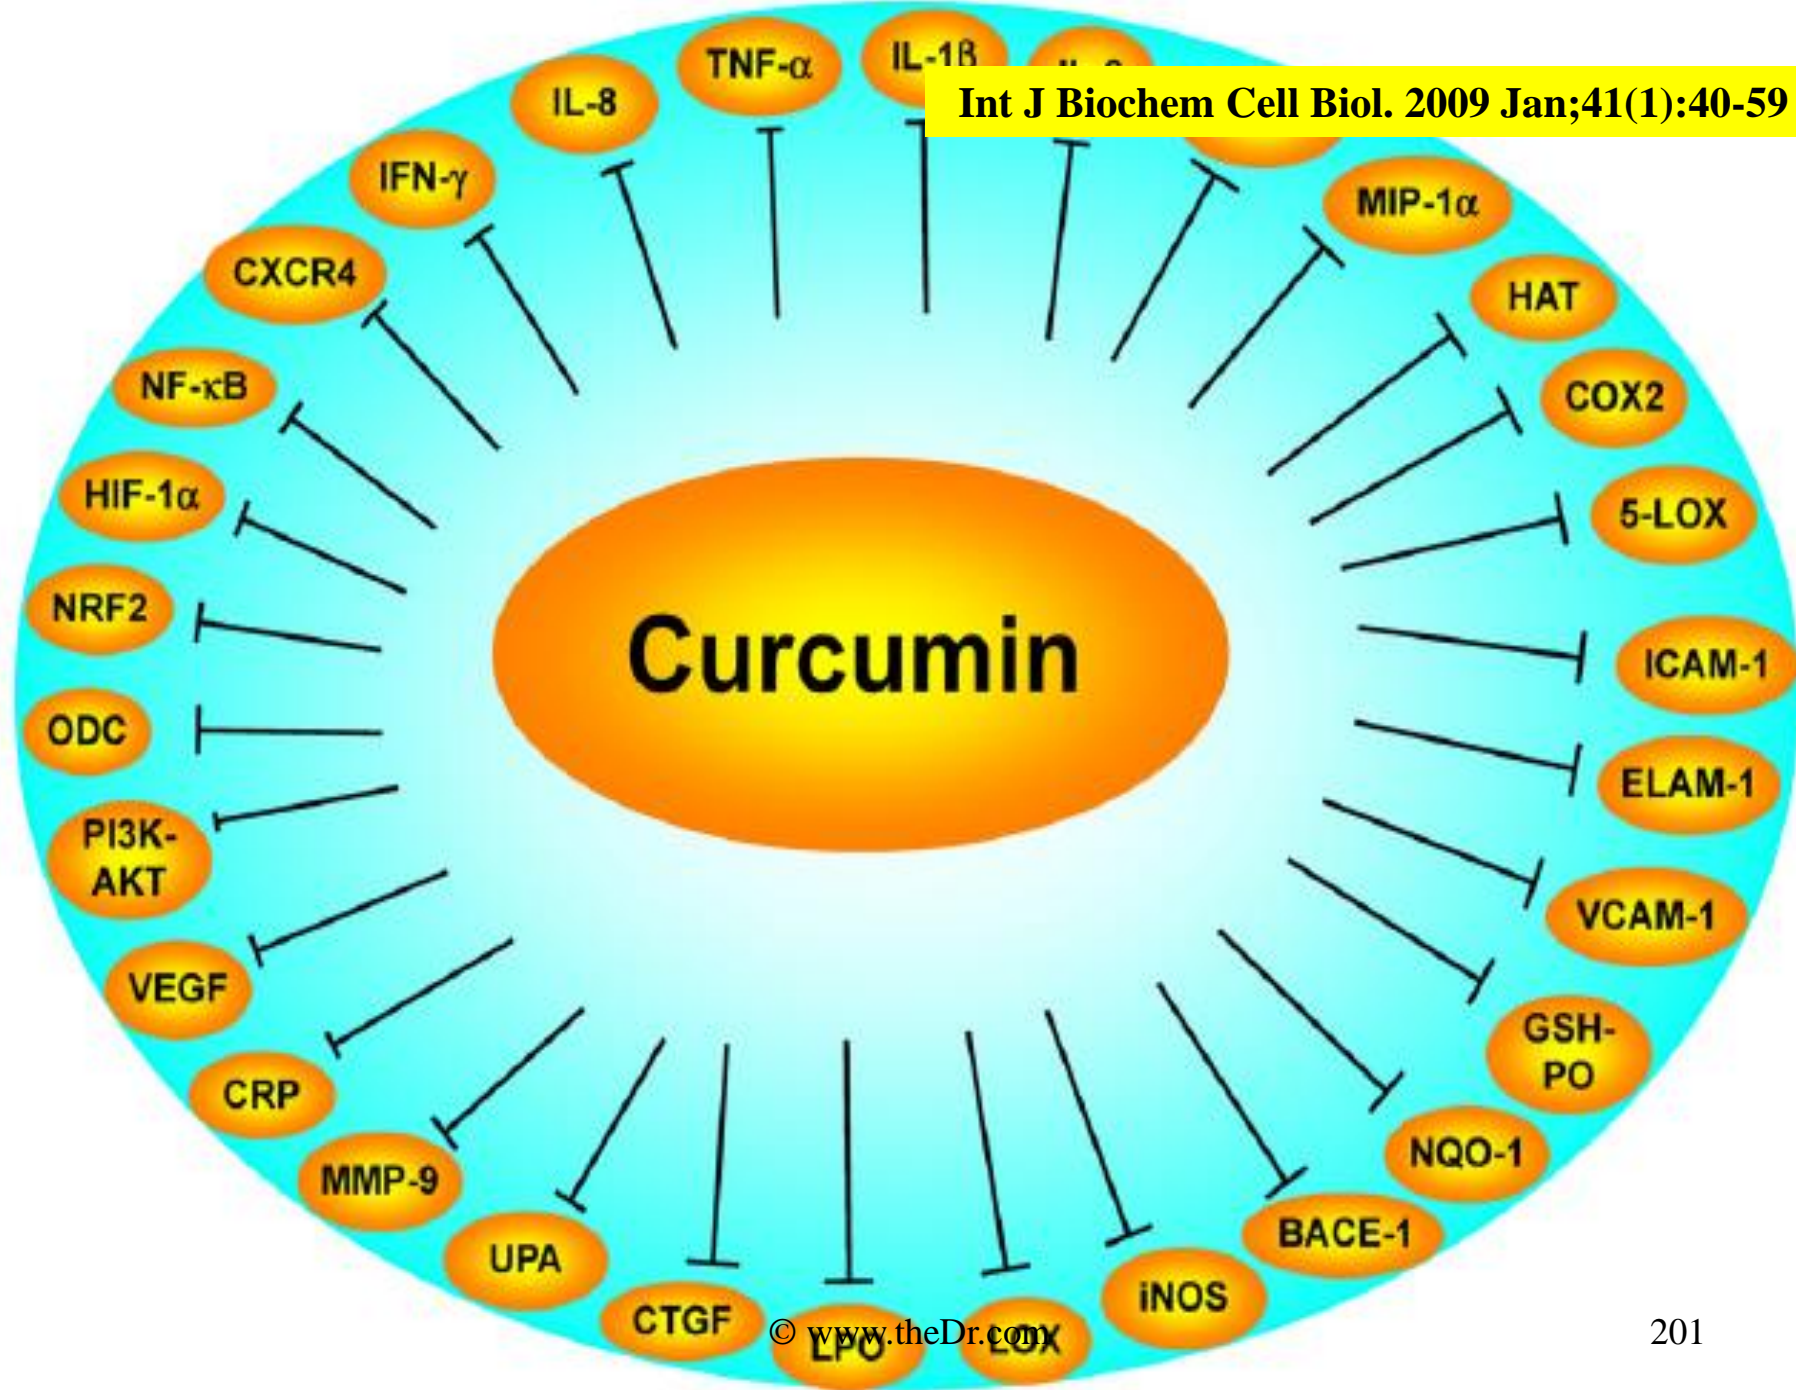 TNF-α
IL-1β
Int J Biochem Cell Biol. 2009 Jan;41(1):40-59
IL-8
IFN-γ
MIP-1α
CXCR4
HAT
NF-κB
COX2
HIF-1α
5-LOX
NRF2
Curcumin
ICAM-1
ODC
ELAM-1
PI3K-
AKT
VCAM-1
VEGF
GSH-
PO
CRP
NQO-1
MMP-9
BACE-1
UPA
iNOS
CTGF
LPO
LOX
© www.theDr.com
201